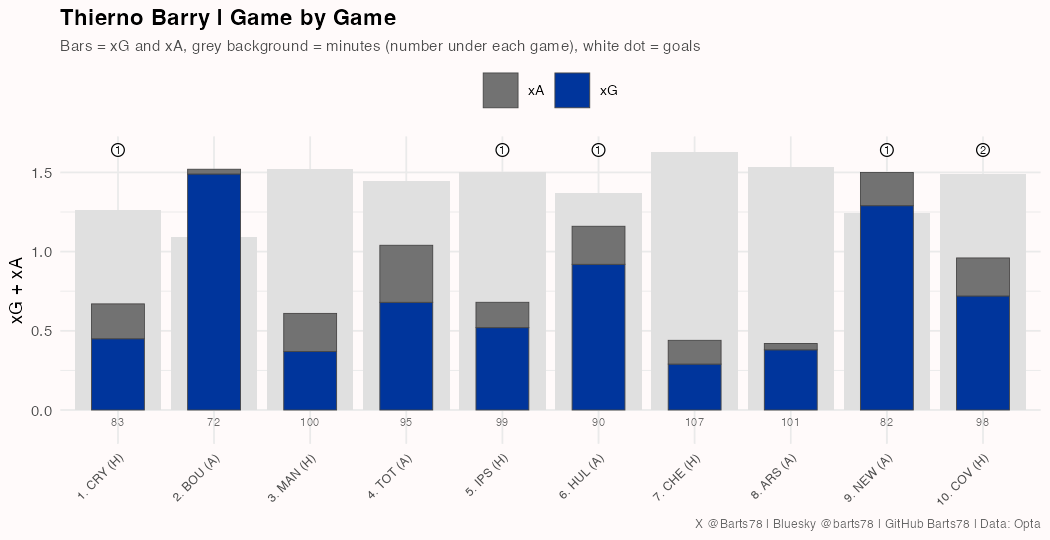 Thierno Barry | Game by Game
Bars = xG and xA, grey background = minutes (number under each game), white dot = goals
xA xG
1 1 1 1 2
xG + xA
1.5
1.0
0.5
0.0
83 72 100 95 99 90 107 101 82 98
1. CRY (H) 2. BOU (A) 3. MAN (H) 4. TOT (A) 5. IPS (H) 6. HUL (A) 7. CHE (H) 8. ARS (A) 9. NEW (A) 10. COV (H)
X @Barts78 | Bluesky @barts78 | GitHub Barts78 | Data: Opta